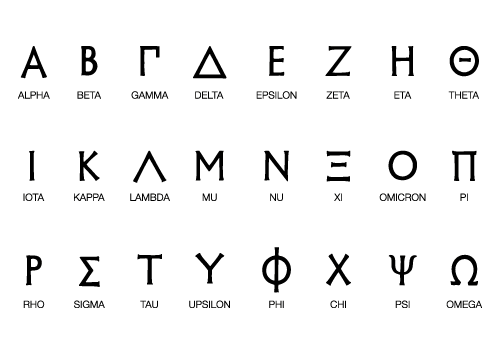 Α Β Γ Δ Ε Ζ Η Θ
ALPHA BETA GAMMA DELTA EPSILON ZETA ETA THETA
Ι Κ Λ Μ Ν Ξ Ο Π
IOTA KAPPA LAMBDA MU NU XI OMICRON PI
Ρ Σ Τ Υ Φ Χ Ψ Ω
RHO SIGMA TAU UPSILON PHI CHI PSI OMEGA